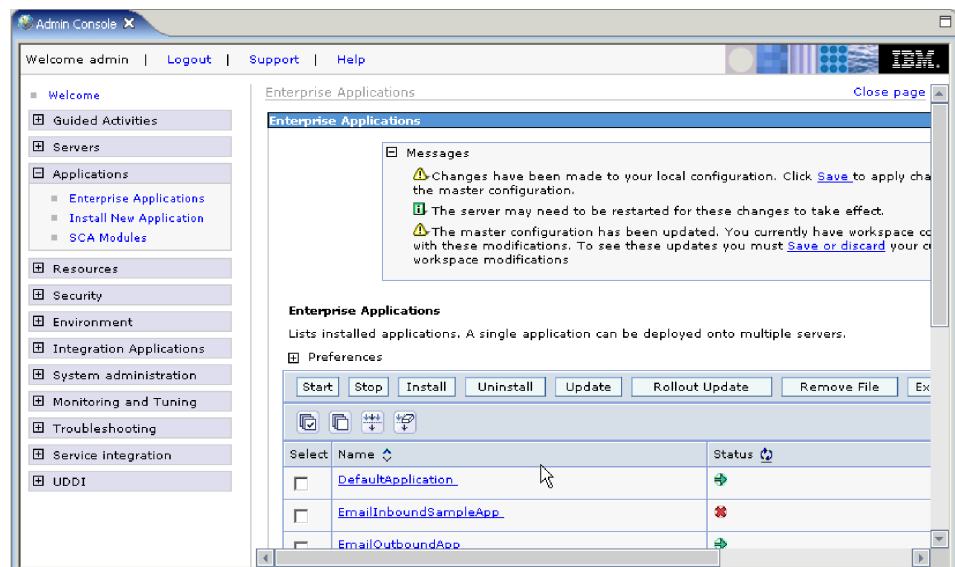 Admin Console
Welcome admin | Logout | Support | Help
IBM.
Welcome
Guided Activities
Servers
Applications
Enterprise Applications
Install New Application
SCA Modules
Resources
Security
Environment
Integration Applications
System administration
Monitoring and Tuning
Troubleshooting
Service integration
UDDI
Enterprise Applications Close page
Enterprise Applications
Messages
Changes have been made to your local configuration. Click Save to apply cha
the master configuration.
The server may need to be restarted for these changes to take effect.
The master configuration has been updated. You currently have workspace co
with these modifications. To see these updates you must Save or discard your
workspace modifications
Enterprise Applications
Lists installed applications. A single application can be deployed onto multiple servers.
Preferences
Start Stop Install Uninstall Update Rollout Update Remove File Ex
Select Name Status
DefaultApplication
EmailInboundSampleApp
EmailOutboundApp